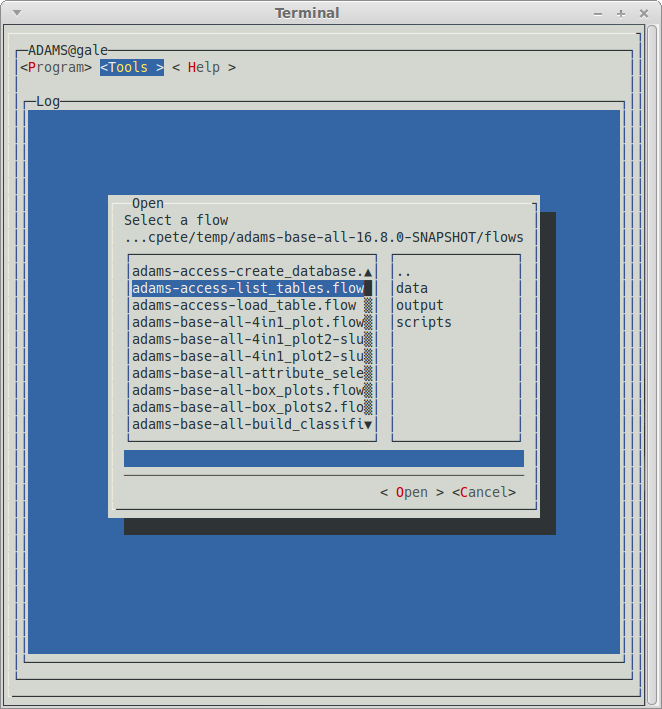 Terminal
ADAMS@gale
<Program> <Tools > < Help >
Log
Open
Select a flow
...cpete/temp/adams-base-all-16.8.0-SNAPSHOT/flows
adams-access-create_database. ..
adams-access-list_tables.flow data
adams-access-load_table.flow output
adams-base-all-4in1_plot.flow scripts
adams-base-all-4in1_plot2-slu
adams-base-all-4in1_plot2-slu
adams-base-all-attribute_sele
adams-base-all-box_plots.flow
adams-base-all-box_plots2.flo
adams-base-all-build_classifi
< Open > <Cancel>